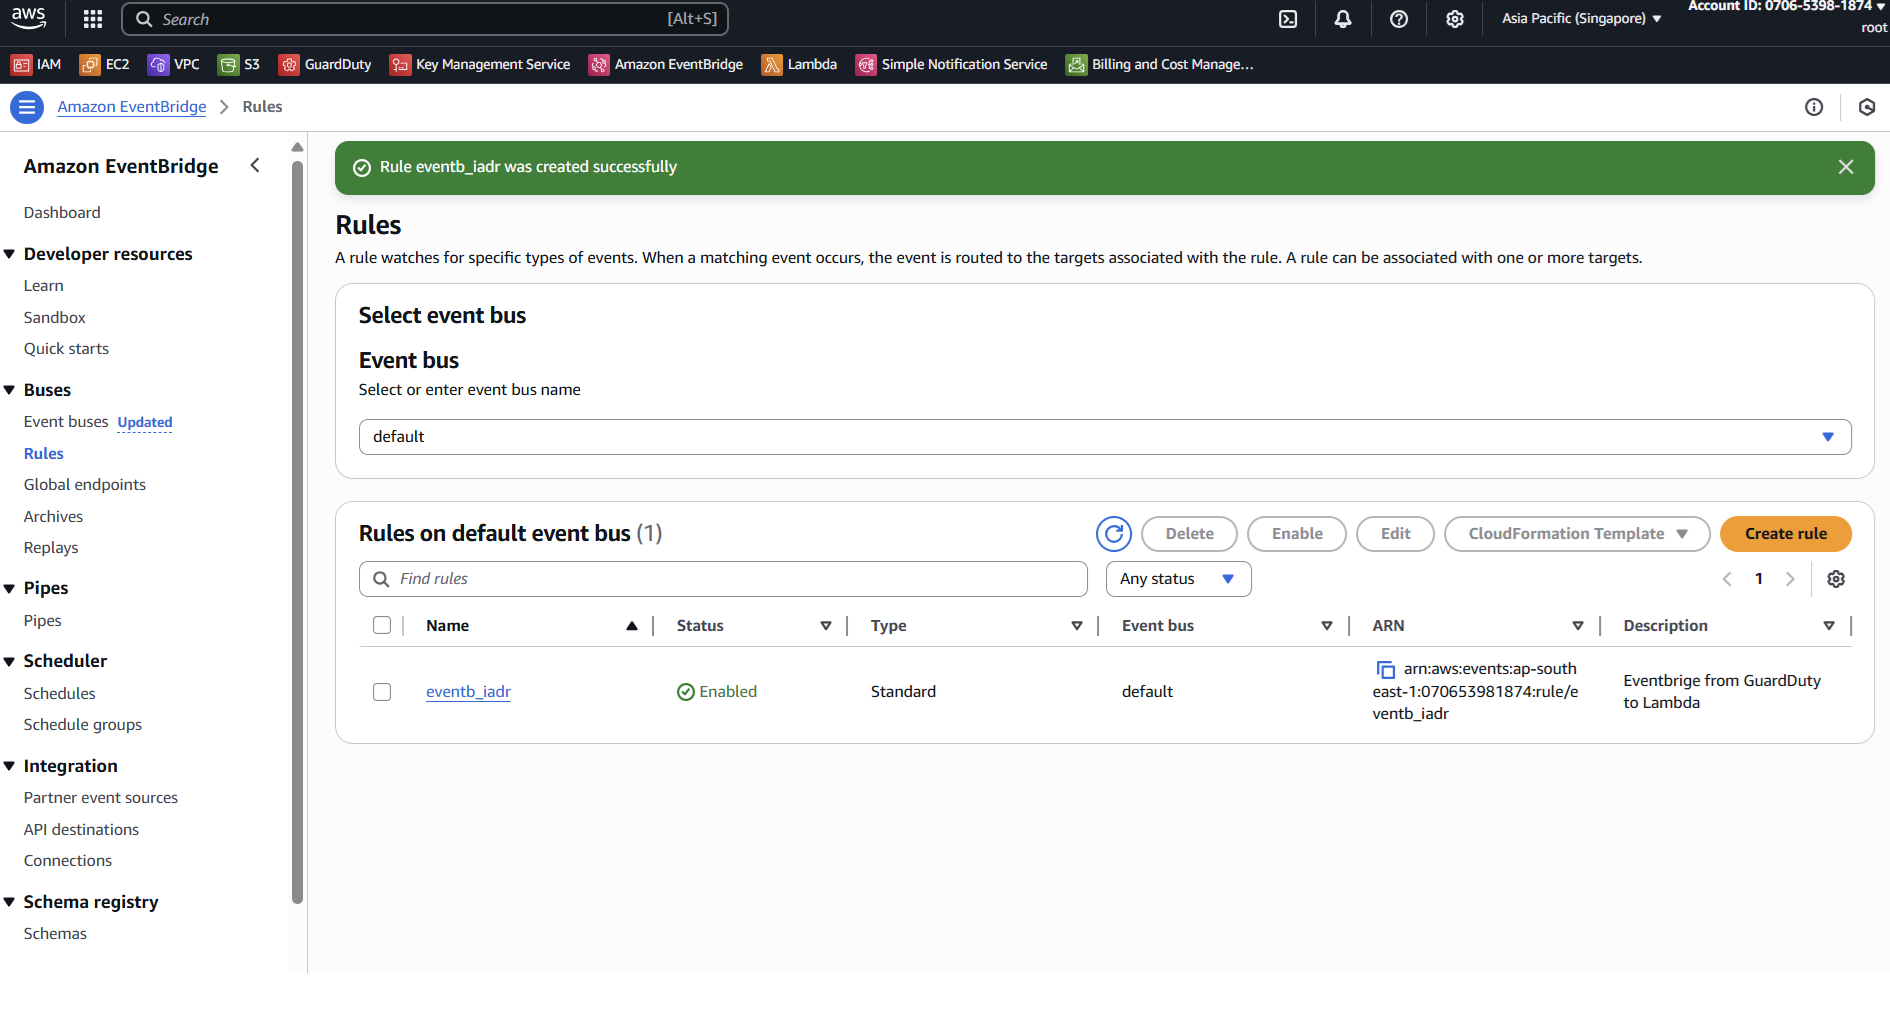 aws
Search
[Alt+S]
Asia Pacific (Singapore)
Account ID: 0706-5398-1874
root
IAM
EC2
VPC
S3
GuardDuty
Key Management Service
Amazon EventBridge
Lambda
Simple Notification Service
Billing and Cost Manage...
Amazon EventBridge
Rules
Amazon EventBridge
Dashboard
Developer resources
Learn
Sandbox
Quick starts
Buses
Event buses Updated
Rules
Global endpoints
Archives
Replays
Pipes
Pipes
Scheduler
Schedules
Schedule groups
Integration
Partner event sources
API destinations
Connections
Schema registry
Schemas
Rule eventb_iadr was created successfully
Rules
A rule watches for specific types of events. When a matching event occurs, the event is routed to the targets associated with the rule. A rule can be associated with one or more targets.
Select event bus
Event bus
Select or enter event bus name
default
Rules on default event bus (1)
Delete
Enable
Edit
CloudFormation Template
Create rule
Find rules
Any status
1
Name
Status
Type
Event bus
ARN
Description
eventb_iadr
Enabled
Standard
default
arn:aws:events:ap-south
east-1:070653981874:rule/e
ventb_iadr
Eventbrige from GuardDuty
to Lambda